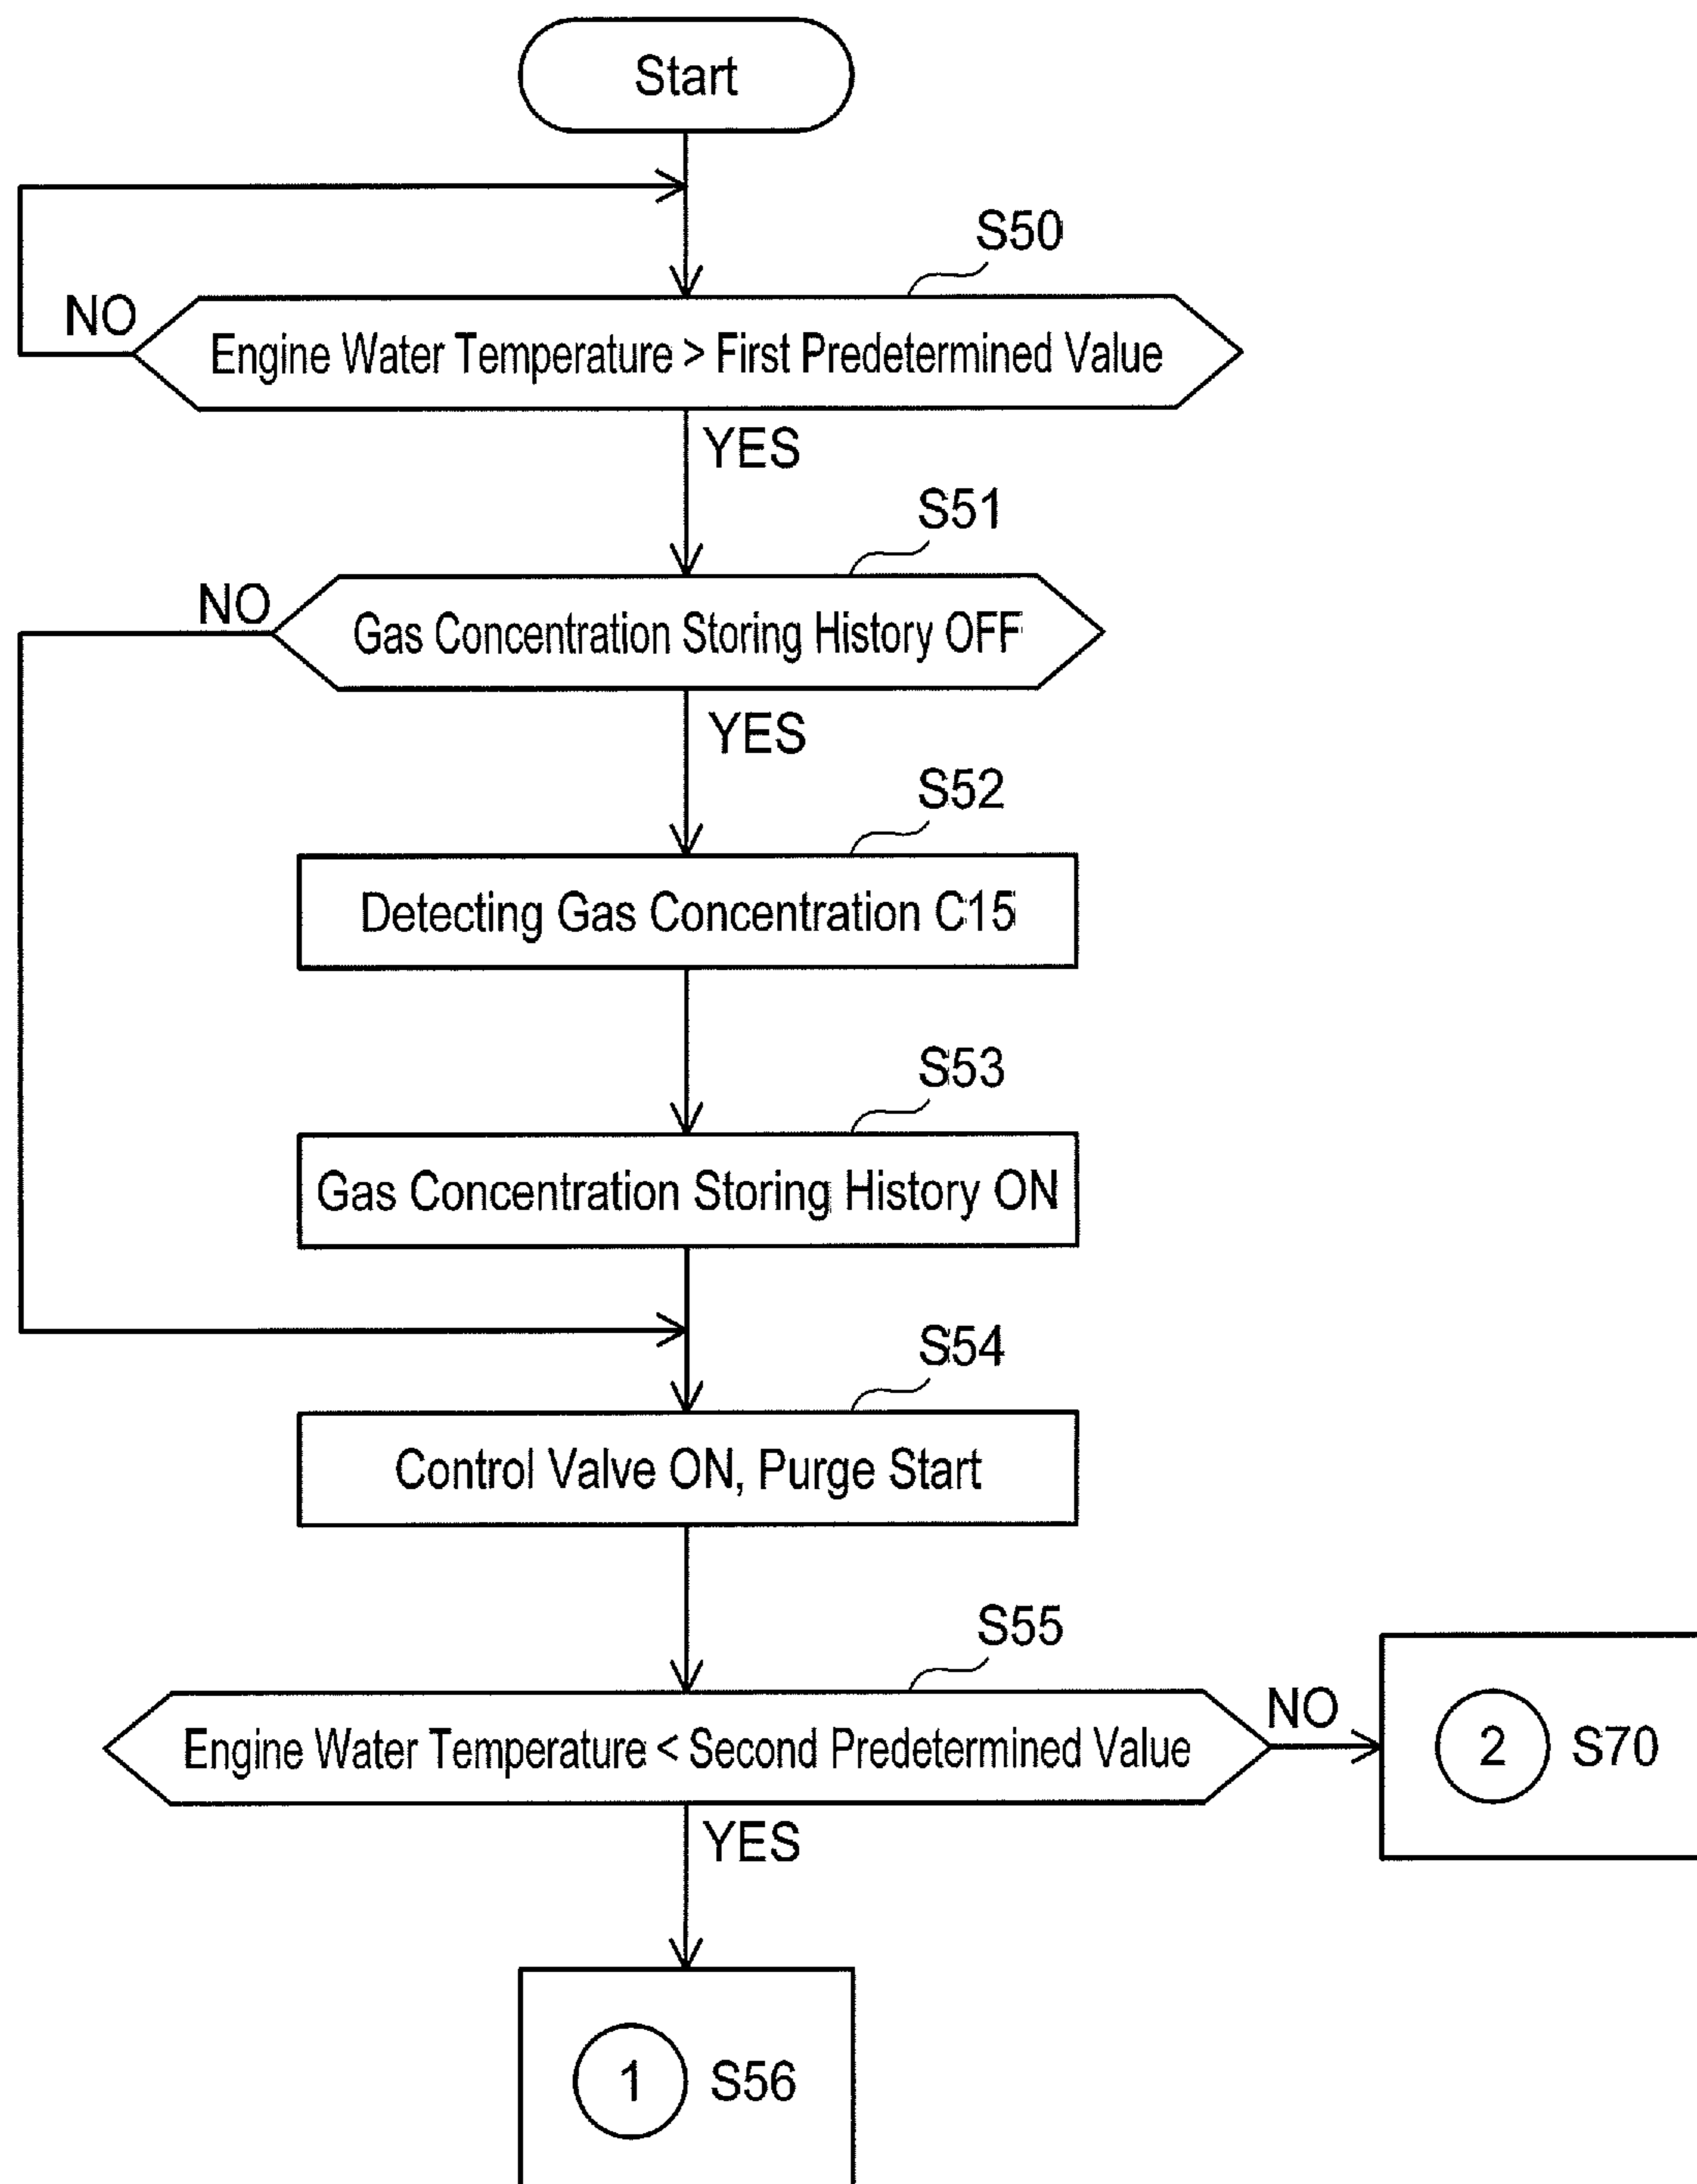 Start
S50
NO
Engine Water Temperature > First Predetermined Value
YES
S51
NO
Gas Concentration Storing History OFF
YES
S52
Detecting Gas Concentration C15
S53
Gas Concentration Storing History ON
S54
Control Valve ON, Purge Start
S55
Engine Water Temperature < Second Predetermined Value
NO
2 S70
YES
1 S56